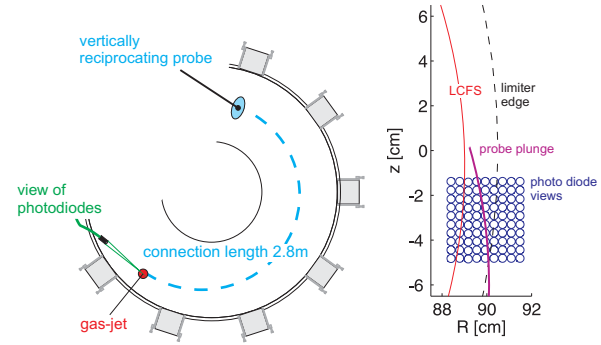 vertically
reciprocating probe
view of
photodiodes
connection length 2.8m
gas-jet
6
4
2
0
-2
-4
-6
z [cm]
LCFS
limiter
edge
probe plunge
photo diode
views
88
90
92
R [cm]